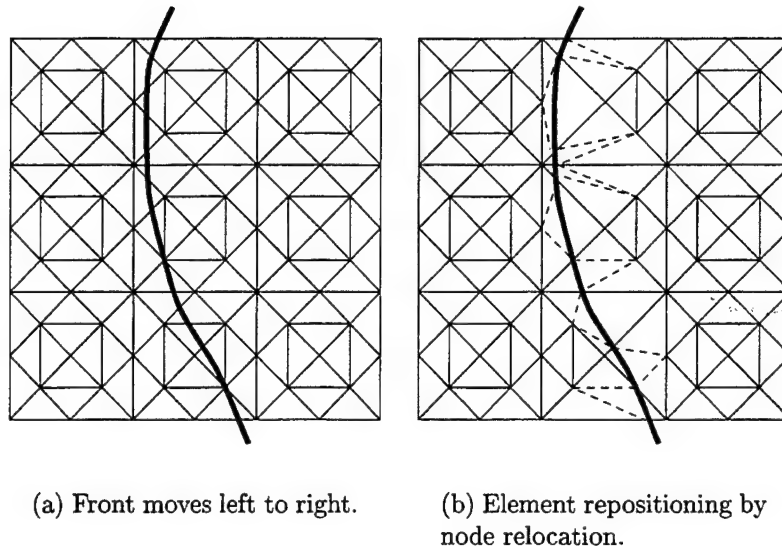 (a) Front moves left to right.
(b) Element repositioning by
node relocation.